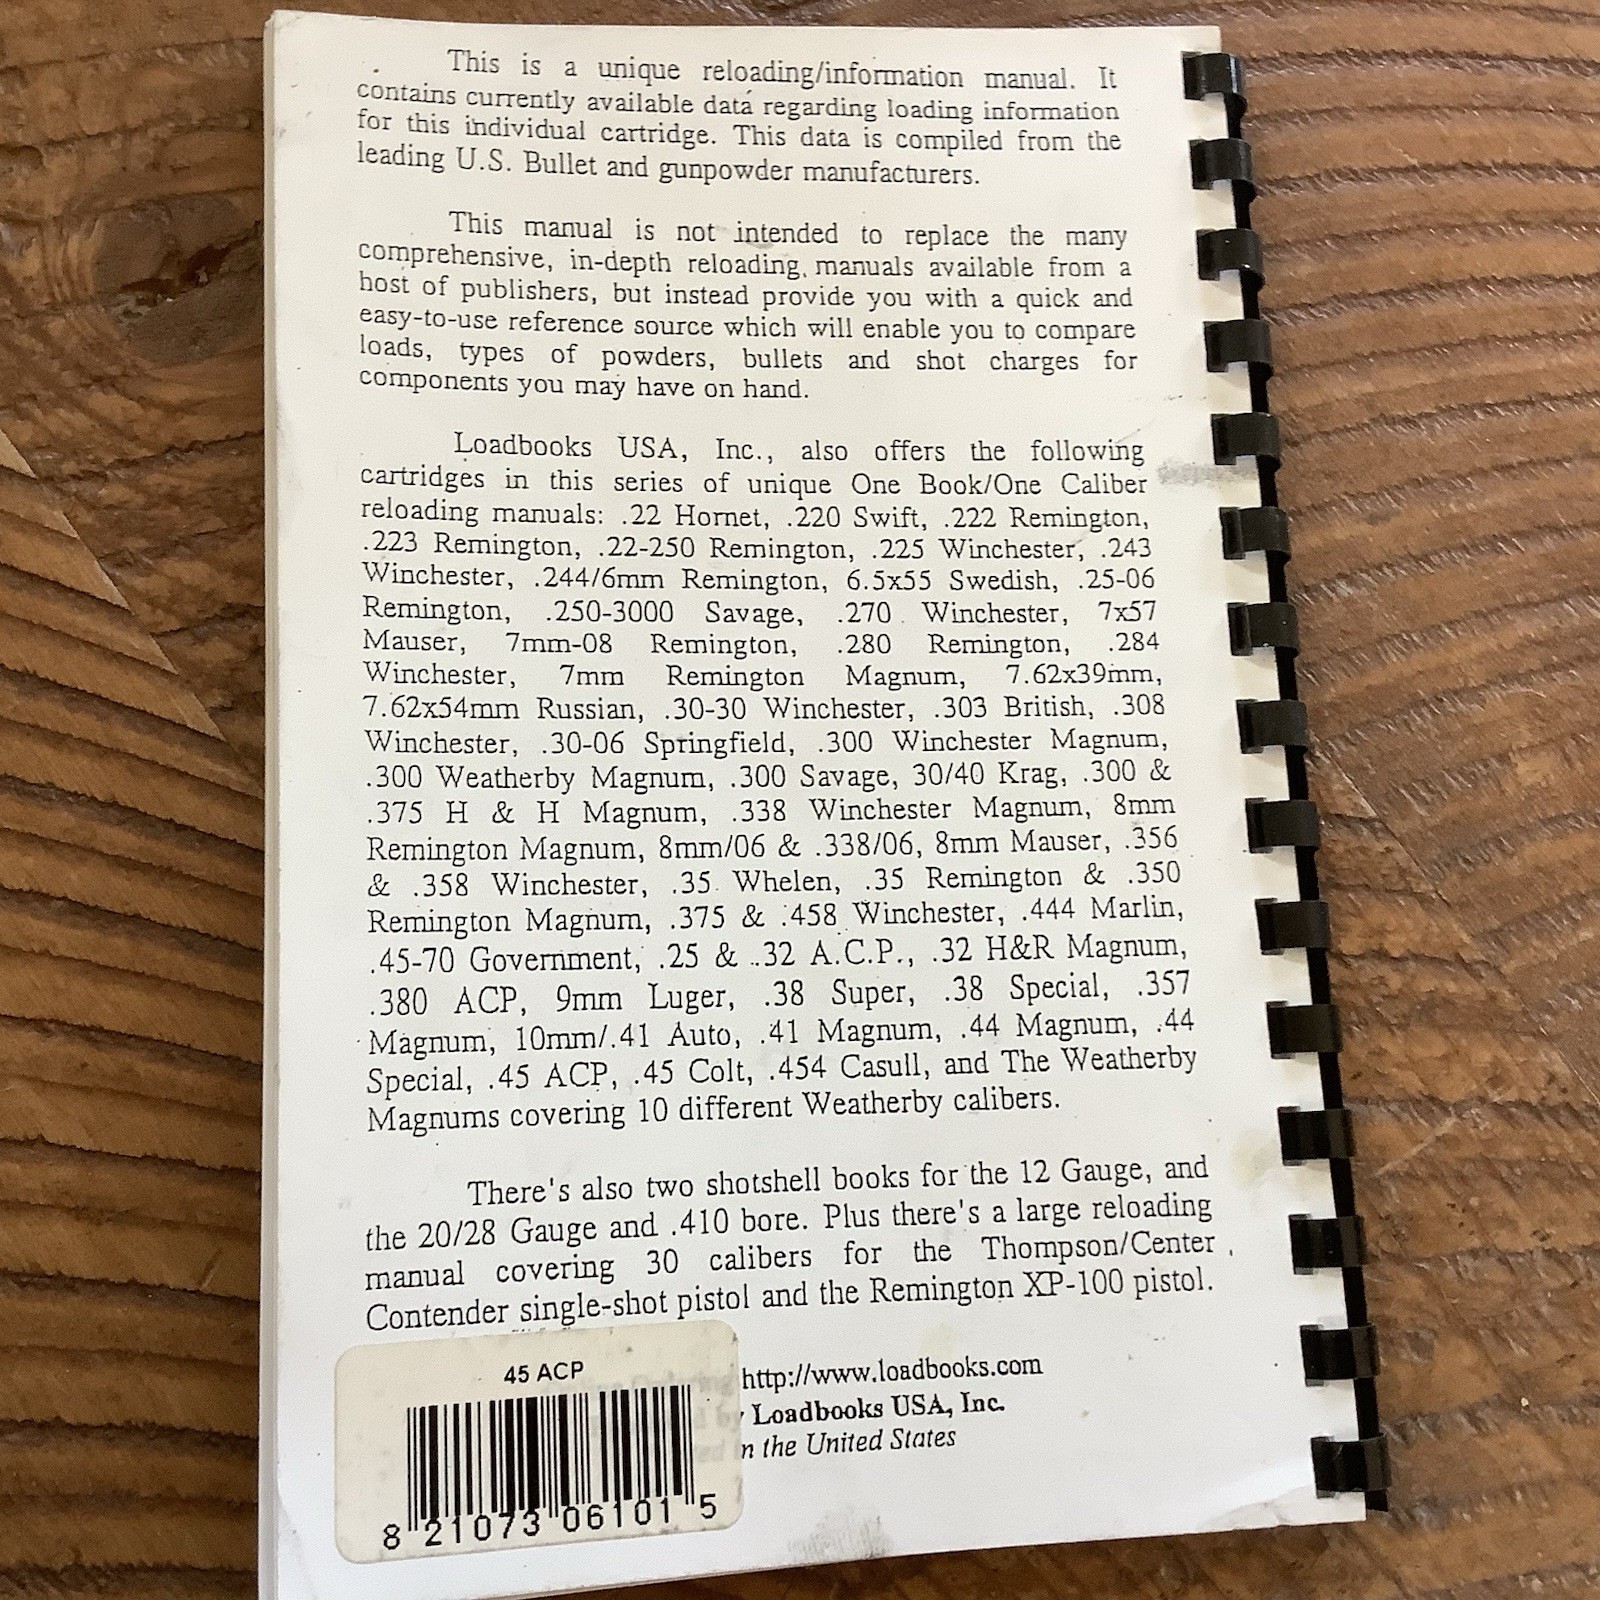 This is a unique reloading/information manual. It
contains currently available data regarding loading information
for this individual cartridge. This data is compiled from the
leading U.S. Bullet and gunpowder manufacturers.
This manual is not intended to replace the many
comprehensive, in-depth reloading manuals available from a
host of publishers, but instead provide you with a quick and
easy-to-use reference source which will enable you to compare
loads, types of powders, bullets and shot charges for
components you may have on hand.
Loadbooks USA, Inc., also offers the following
cartridges in this series of unique One Book/One Caliber
reloading manuals: .22 Hornet, .220 Swift, .222 Remington,
.223 Remington, .22-250 Remington, .225 Winchester, .243
Winchester, .244/6mm Remington, 6.5x55 Swedish, .25-06
Remington, .250-3000 Savage, .270 Winchester, 7x57
Mauser, 7mm-08 Remington, .280 Remington, .284
Winchester, 7mm Remington Magnum, 7.62x39mm,
7.62x54mm Russian, .30-30 Winchester, .303 British, .308
Winchester, .30-06 Springfield, .300 Winchester Magnum,
.300 Weatherby Magnum, .300 Savage, 30/40 Krag, .300 &
.375 H & H Magnum, .338 Winchester Magnum, 8mm
Remington Magnum, 8mm/06 & .338/06, 8mm Mauser, .356
& .358 Winchester, .35 Whelen, .35 Remington & .350
Remington Magnum, .375 & .458 Winchester, .444 Marlin,
.45-70 Government, .25 & .32 A.C.P., .32 H&R Magnum,
.380 ACP, 9mm Luger, .38 Super, .38 Special, .357
Magnum, 10mm/.41 Auto, .41 Magnum, .44 Magnum, .44
Special, .45 ACP, .45 Colt, .454 Casull, and The Weatherby
Magnums covering 10 different Weatherby calibers.
There's also two shotshell books for the 12 Gauge, and
the 20/28 Gauge and .410 bore. Plus there's a large reloading
manual covering 30 calibers for the Thompson/Center
Contender single-shot pistol and the Remington XP-100 pistol.
http://www.loadbooks.com
Loadbooks USA, Inc.
n the United States
45 ACP
8 21073 06101 5